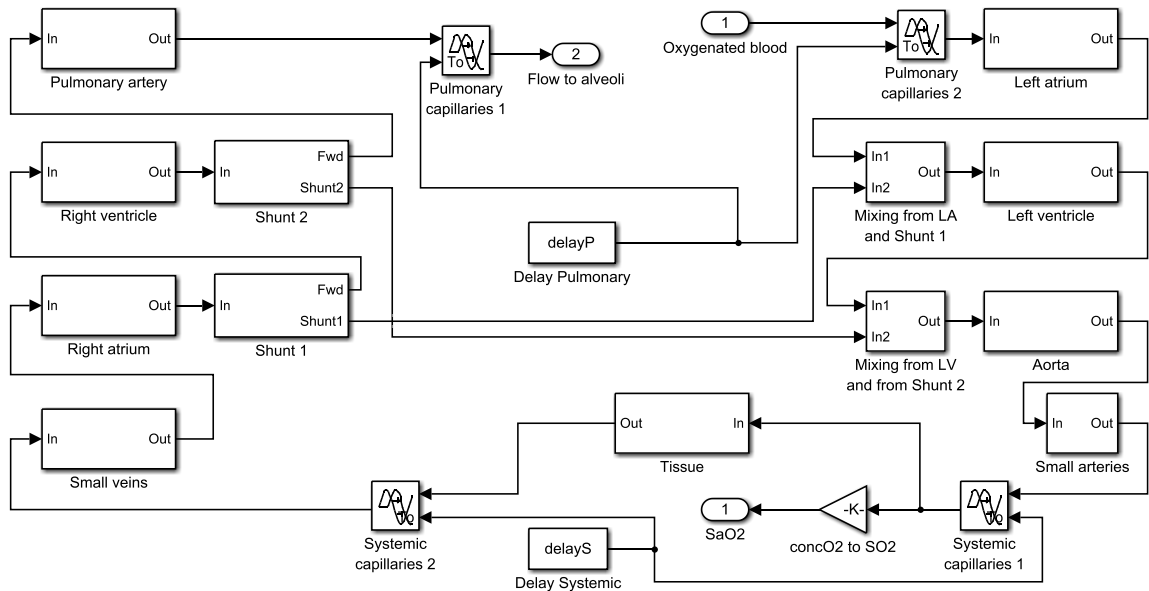 In
Out
Pulmonary artery
To
Pulmonary
capillaries 1
2
Flow to alveoli
1
Oxygenated blood
To
Pulmonary
capillaries 2
In
Out
Left atrium
In
Out
Right ventricle
In
Fwd
Shunt2
Shunt 2
In1
In2
Out
Mixing from LA
and Shunt 1
In
Out
Left ventricle
delayP
Delay Pulmonary
In
Out
Right atrium
In
Fwd
Shunt1
Shunt 1
In1
In2
Out
Mixing from LV
and from Shunt 2
In
Out
Aorta
In
Out
Small veins
Out
In
Tissue
In
Out
Small arteries
To
Systemic
capillaries 2
delayS
Delay Systemic
1
SaO2
-K-
concO2 to SO2
To
Systemic
capillaries 1